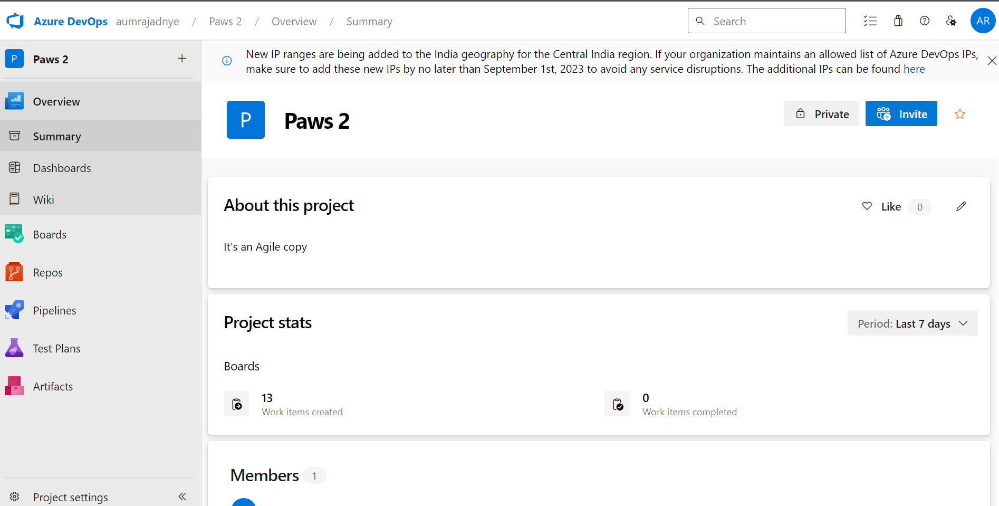 Azure DevOps aumrajadnye / Paws 2 / Overview / Summary
Search
AR
P Paws 2
New IP ranges are being added to the India geography for the Central India region. If your organization maintains an allowed list of Azure DevOps IPs,
make sure to add these new IPs by no later than September 1st, 2023 to avoid any service disruptions. The additional IPs can be found here
Overview
Summary
Dashboards
Wiki
Boards
Repos
Pipelines
Test Plans
Artifacts
Project settings
P Paws 2
Private
Invite
About this project
Like 0
It's an Agile copy
Project stats
Period: Last 7 days
Boards
13
Work items created
0
Work items completed
Members 1